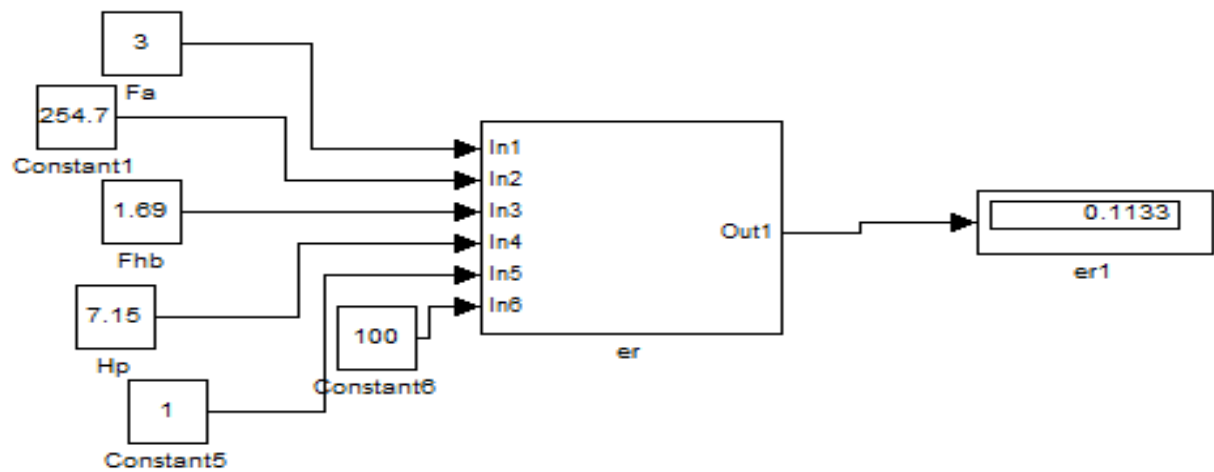 3
Fa
254.7
Constant1
1.69
Fhb
7.15
Hp
1
Constant5
100
Constant6
In1
In2
In3
In4
In5
In6
Out1
er
0.1133
er1